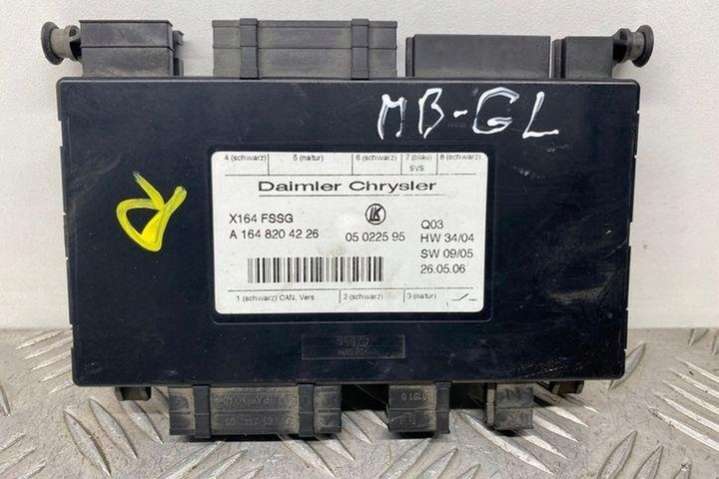 MB-GL
4 (schwarz) 5 (natur) 6 (schwarz) 7 (blau) 8 (schwarz)
SVS
Daimler Chrysler
X164 FSSG
LK
Q03
A 164 820 42 26 05 0225 95 HW 34/04
SW 09/05
26.05.06
1 (schwarz) CAN, Vers 2 (schwarz) 3 (natur)
R